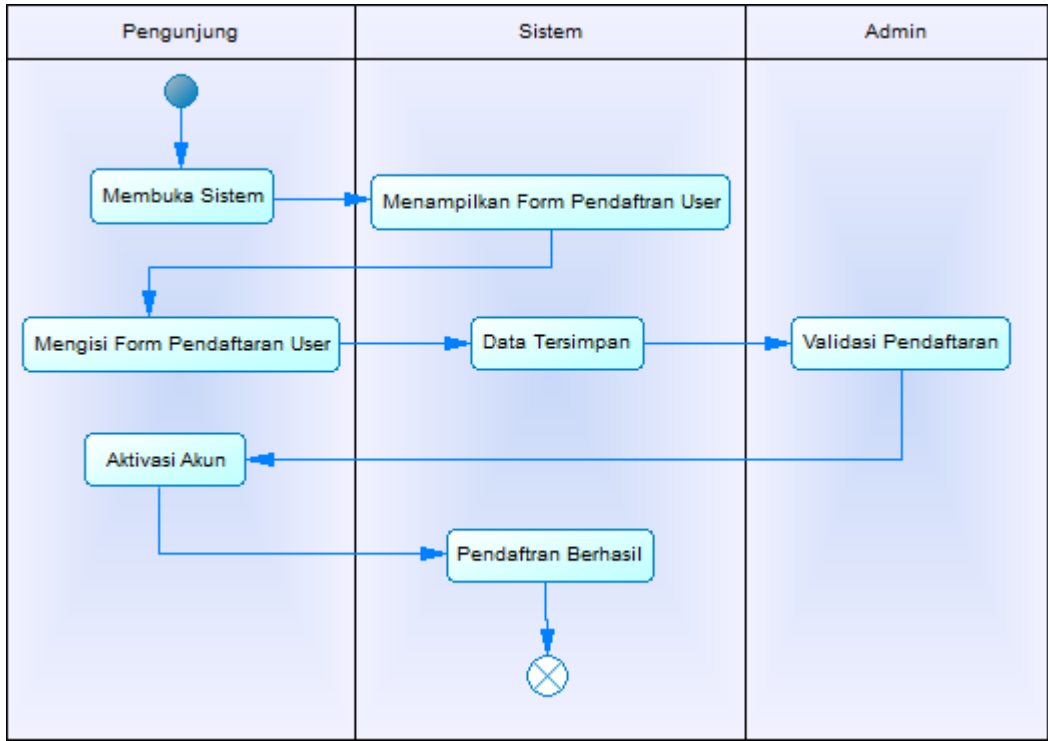 Pengunjung
Sistem
Admin
Membuka Sistem
Menampilkan Form Pendaftran User
Mengisi Form Pendaftaran User
Data Tersimpan
Validasi Pendaftaran
Aktivasi Akun
Pendaftran Berhasil